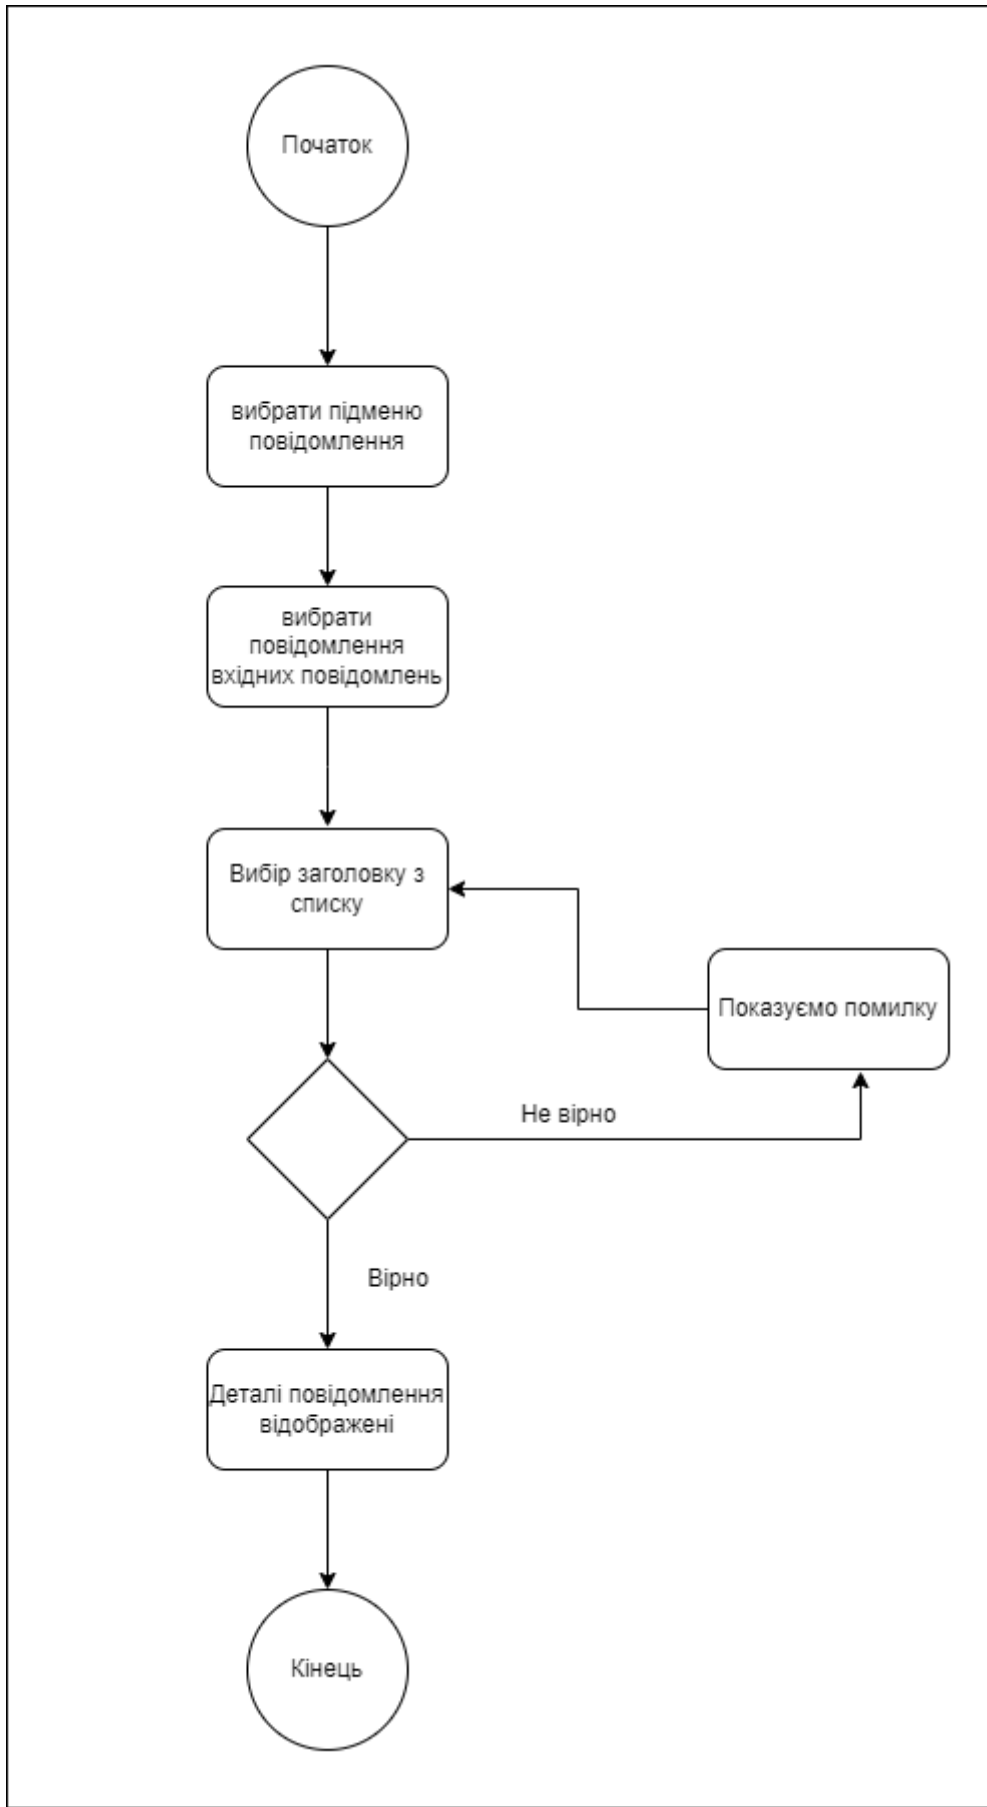 Початок
вибрати підменю
повідомлення
вибрати
повідомлення
вхідних повідомлень
Вибір заголовку з
списку
Показуємо помилку
Не вірно
Вірно
Деталі повідомлення
відображені
Кінець